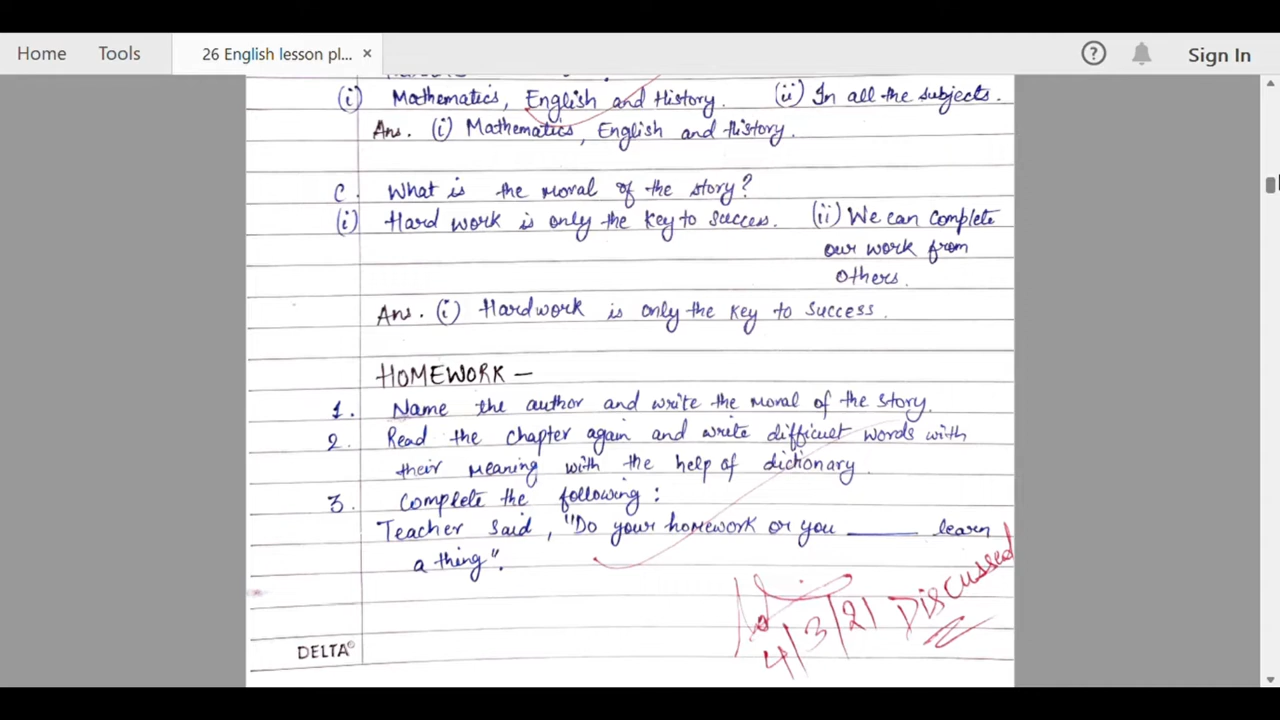 Home Tools 26 English lesson pl... × ? Sign In
(i) Mathematics, English and History. (ii) In all the subjects.
Ans. (i) Mathematics, English and History.
C. What is the moral of the story?
(i) Hard work is only the key to success. (ii) We can complete
our work from
others.
Ans. (i) Hardwork is only the key to success.
HOMEWORK —
1. Name the author and write the moral of the story.
2. Read the chapter again and write difficult words with
their meaning with the help of dictionary.
3. Complete the following :
Teacher said, "Do your homework or you ______ learn
a thing".
4/3/21 Discussed
DELTA©